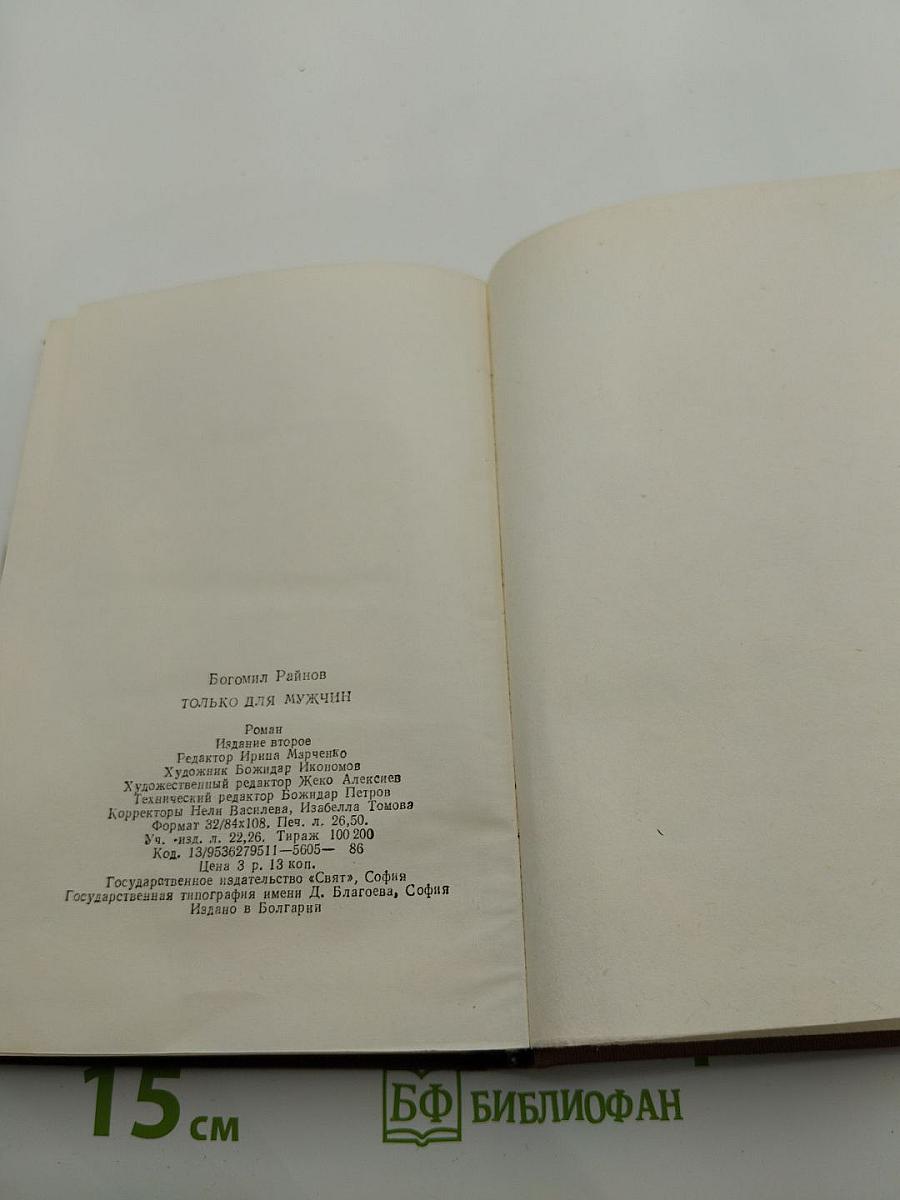 Богомил Райнов
ТОЛЬКО ДЛЯ МУЖЧИН
Роман
Издание второе
Редактор Ирина Марченко
Художник Божидар Икономов
Художественный редактор Жеко Алексиев
Технический редактор Божидар Петров
Корректоры Нели Василева, Изабелла Томова
Формат 32/84x108. Печ. л. 26,50.
Уч. -изд. л. 22,26. Тираж 100 200
Код. 13/9536279511—5605— 86
Цена 3 р. 13 коп.
Государственное издательство «Свят», София
Государственная типография имени Д. Благоева, София
Издано в Болгарии
15 см
БФ БИБЛИОФАН